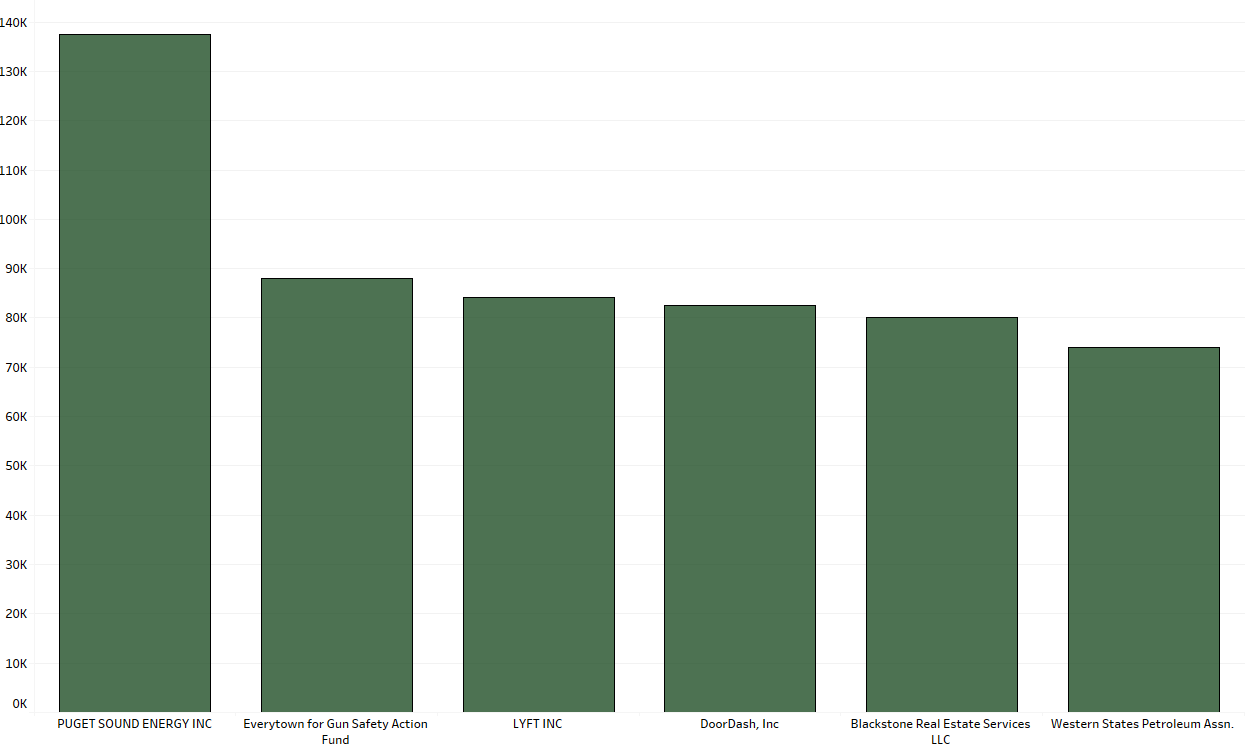 140K
130K
120K
110K
100K
90K
80K
70K
60K
50K
40K
30K
20K
10K
0K
PUGET SOUND ENERGY INC
Everytown for Gun Safety Action
Fund
LYFT INC
DoorDash, Inc
Blackstone Real Estate Services
LLC
Western States Petroleum Assn.